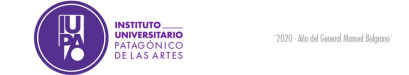 IUPA
INSTITUTO
UNIVERSITARIO
PATAGÓNICO
DE LAS ARTES
"2020 - Año del General Manuel Belgrano"